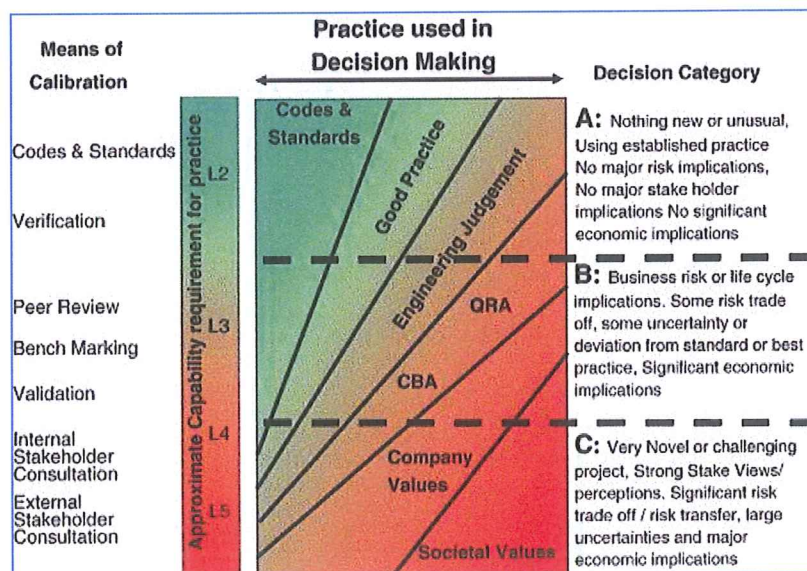 Practice used in
Decision Making
Means of
Calibration
Decision Category
Codes & Standards
Verification
Peer Review
Bench Marking
Validation
Internal
Stakeholder
Consultation
External
Stakeholder
Consultation
Approximate Capability requirement for practice
L2
L3
L4
L5
Codes &
Standards
Good Practice
Engineering Judgement
QRA
CBA
Company
Values
Societal Values
A: Nothing new or unusual,
Using established practice
No major risk implications,
No major stake holder
implications No significant
economic implications
B: Business risk or life cycle
implications. Some risk trade
off, some uncertainty or
deviation from standard or best
practice, Significant economic
implications
C: Very Novel or challenging
project, Strong Stake Views/
perceptions. Significant risk
trade off / risk transfer, large
uncertainties and major
economic implications